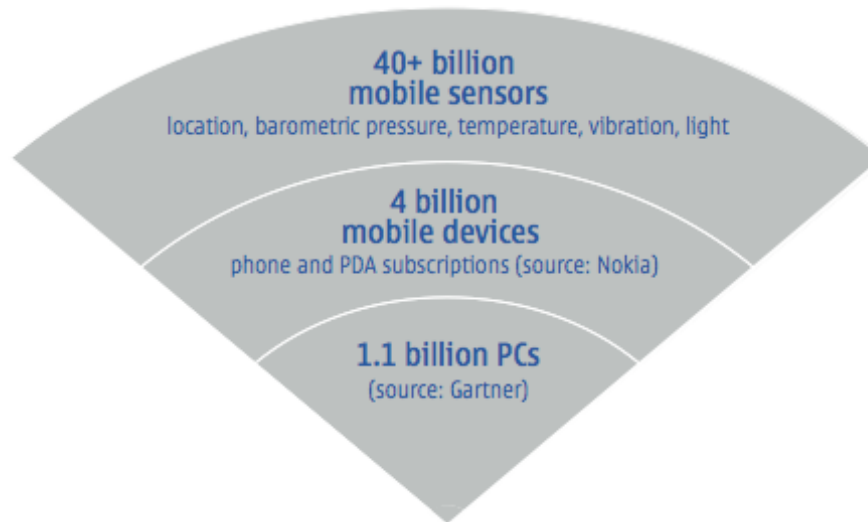 40+ billion
mobile sensors
location, barometric pressure, temperature, vibration, light
4 billion
mobile devices
phone and PDA subscriptions (source: Nokia)
1.1 billion PCs
(source: Gartner)